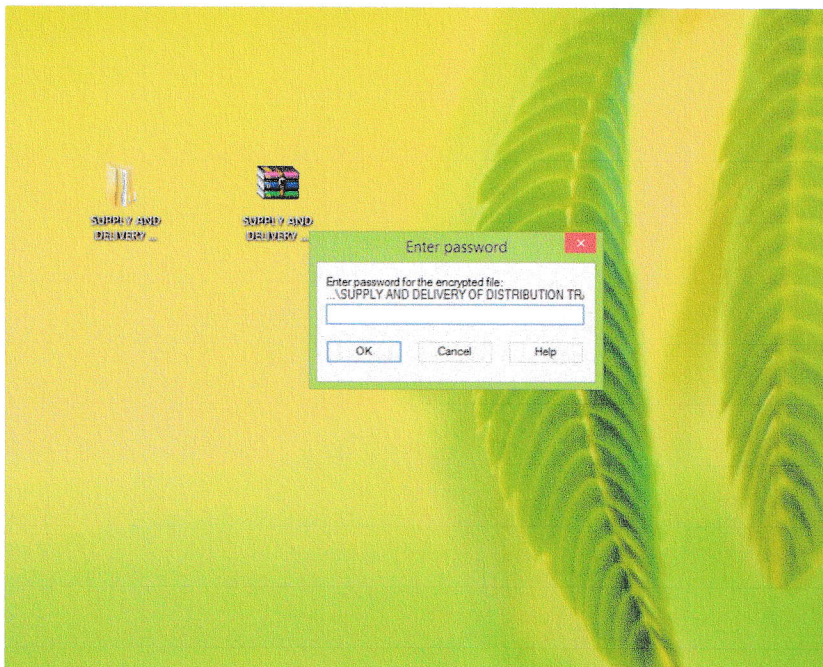 SUPPLY AND
DELIVERY ...
SUPPLY AND
DELIVERY ...
Enter password
Enter password for the encrypted file:
...\SUPPLY AND DELIVERY OF DISTRIBUTION TR
OK
Cancel
Help